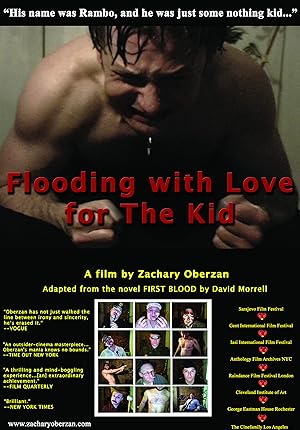 “His name was Rambo, and he was just some nothing kid...”
Flooding with Love
for The Kid
A film by Zachary Oberzan
Adapted from the novel FIRST BLOOD by David Morrell
"Oberzan has not just walked the
line between irony and sincerity,
he's erased it."
--VOGUE
"An outsider-cinema masterpiece...
Oberzan's mania knows no bounds."
--TIME OUT NEW YORK
"A thrilling and mind-boggling
experience...[an] extraordinary
achievement."
--FILM QUARTERLY
"Brilliant."
--NEW YORK TIMES
www.zacharyoberzan.com
Sarajevo Film Festival
Gent International Festival
Iasi International Festival
Anthology Film Archives NYC
Raindance Film Festival London
Cleveland Institute of Art
George Eastman House Rochester
The Cinefamily Los Angeles